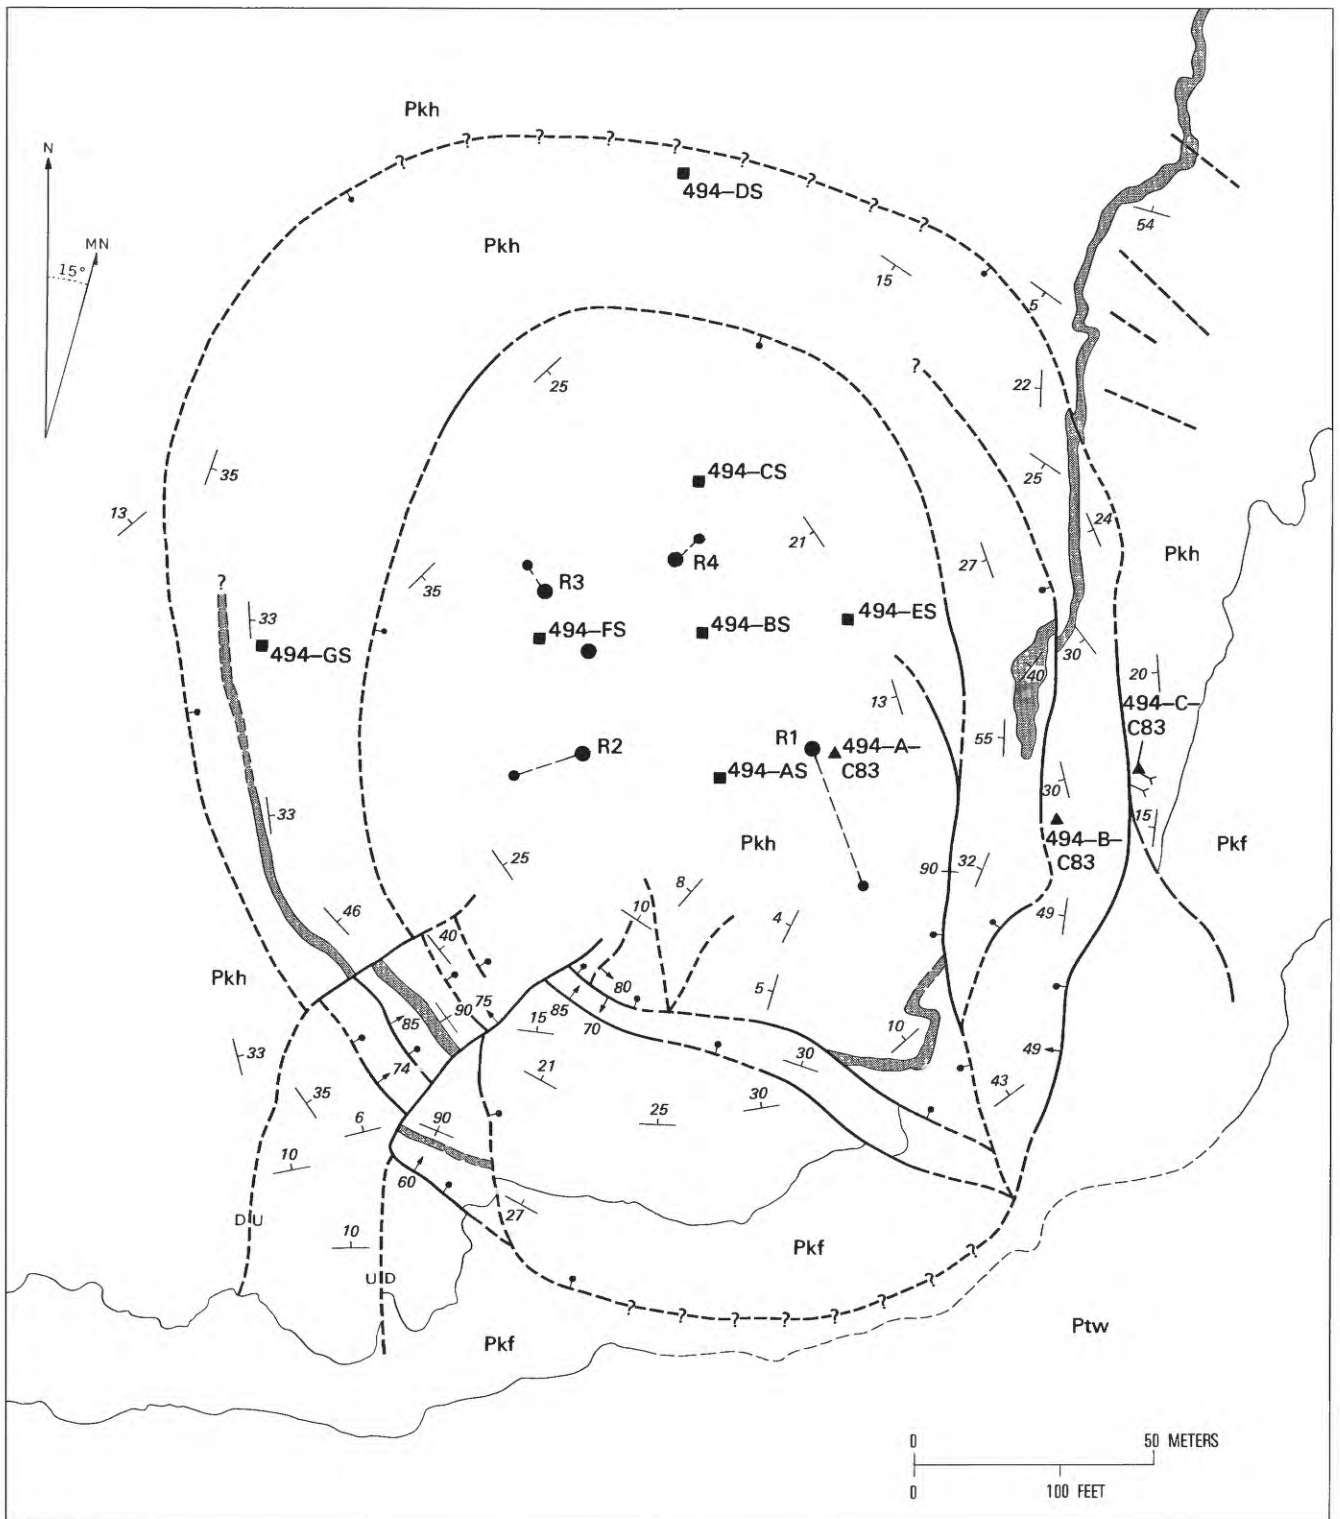 Pkh
N
? ? ? ? ? ? ? ? ?
494–DS
MN
54
Pkh
15°
15
5
?
22
25
35
494–CS
25
13
24
21
Pkh
R4
27
R3
35
?
33
494–FS
494–BS
494–ES
494–GS
30
40
20
13
494–C–
C83
R1
494–A–
C83
55
R2
494–AS
30
33
15
494–B–
C83
Pkh
Pkf
25
90
32
8
46
10
4
49
40
Pkh
80
5
75
90
85
85
15
70
10
33
30
49
74
21
43
35
30
6
90
25
10
60
27
D U
10
Pkf
?
U D
?
? ? ? ? ? ?
Ptw
Pkf
0 50 METERS
0 100 FEET